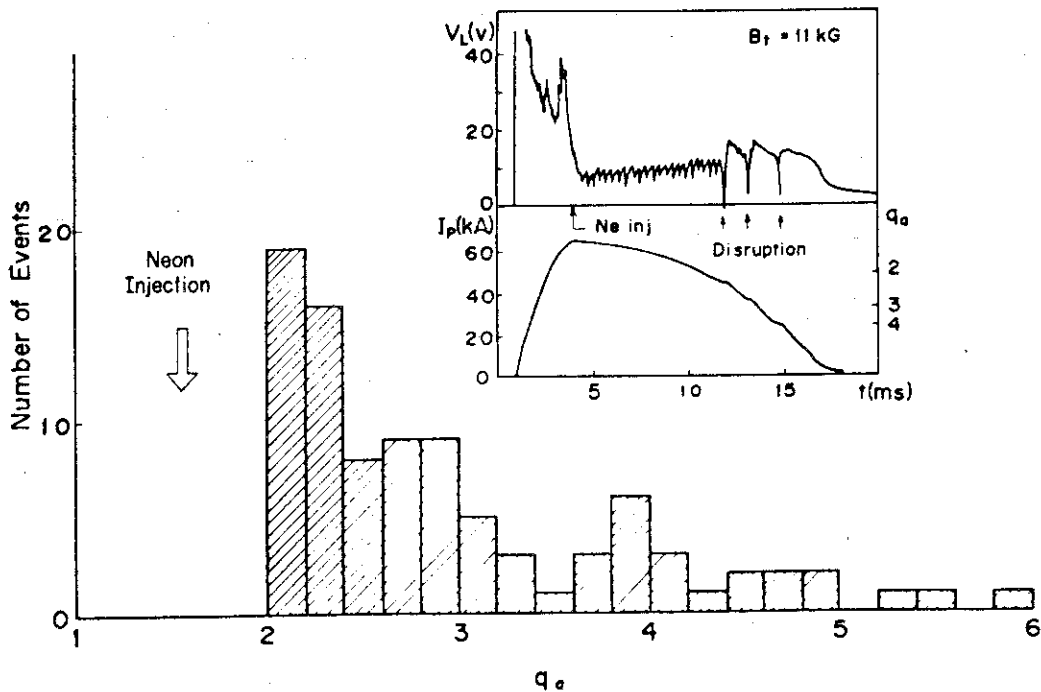 V_L(v)
B_t = 11 kG
40
20
0
I_P(kA)
Ne inj
Disruption
q_a
60
40
20
0
2
3
4
5
10
15
t(ms)
Number of Events
20
10
0
Neon
Injection
1
2
3
4
5
6
q_a